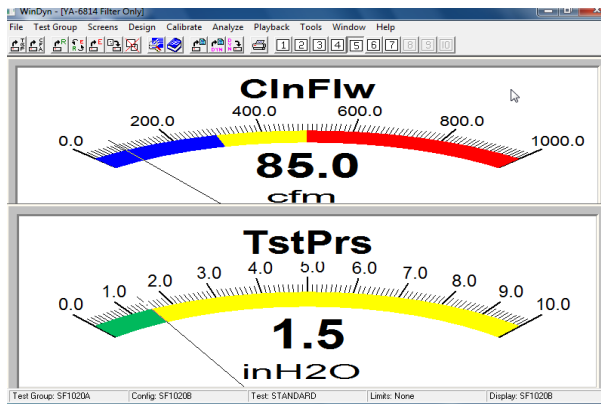 WinDyn - [YA-6814 Filter Only]
File Test Group Screens Design Calibrate Analyze Playback Tools Window Help
1 2 3 4 5 6 7 8 9 10
ClnFlw
0.0 200.0 400.0 600.0 800.0 1000.0
85.0
cfm
TstPrs
0.0 1.0 2.0 3.0 4.0 5.0 6.0 7.0 8.0 9.0 10.0
1.5
inH2O
Test Group: SF1020A Config: SF1020B Test: STANDARD Limits: None Display: SF1020B